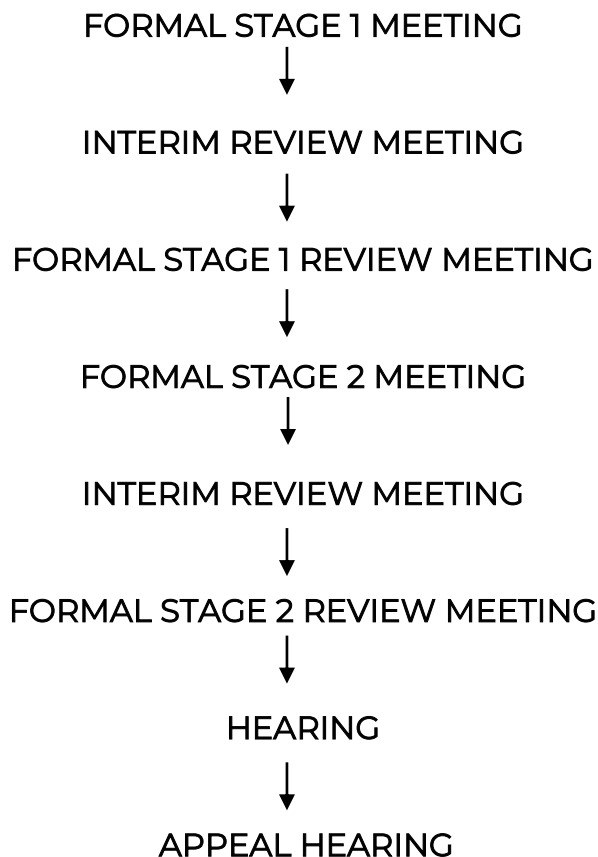 FORMAL STAGE 1 MEETING
INTERIM REVIEW MEETING
FORMAL STAGE 1 REVIEW MEETING
FORMAL STAGE 2 MEETING
INTERIM REVIEW MEETING
FORMAL STAGE 2 REVIEW MEETING
HEARING
APPEAL HEARING